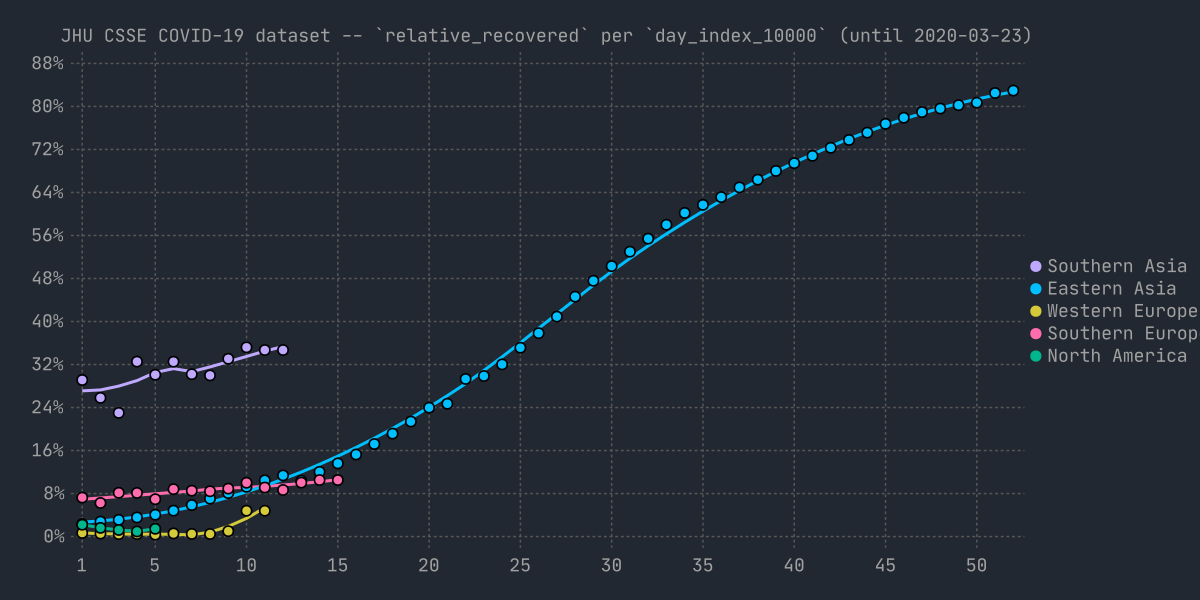 JHU CSSE COVID-19 dataset -- `relative_recovered` per `day_index_10000` (until 2020-03-23)
88%
80%
72%
64%
56%
48%
40%
32%
24%
16%
8%
0%
1 5 10 15 20 25 30 35 40 45 50
Southern Asia
Eastern Asia
Western Europe
Southern Europ
North America